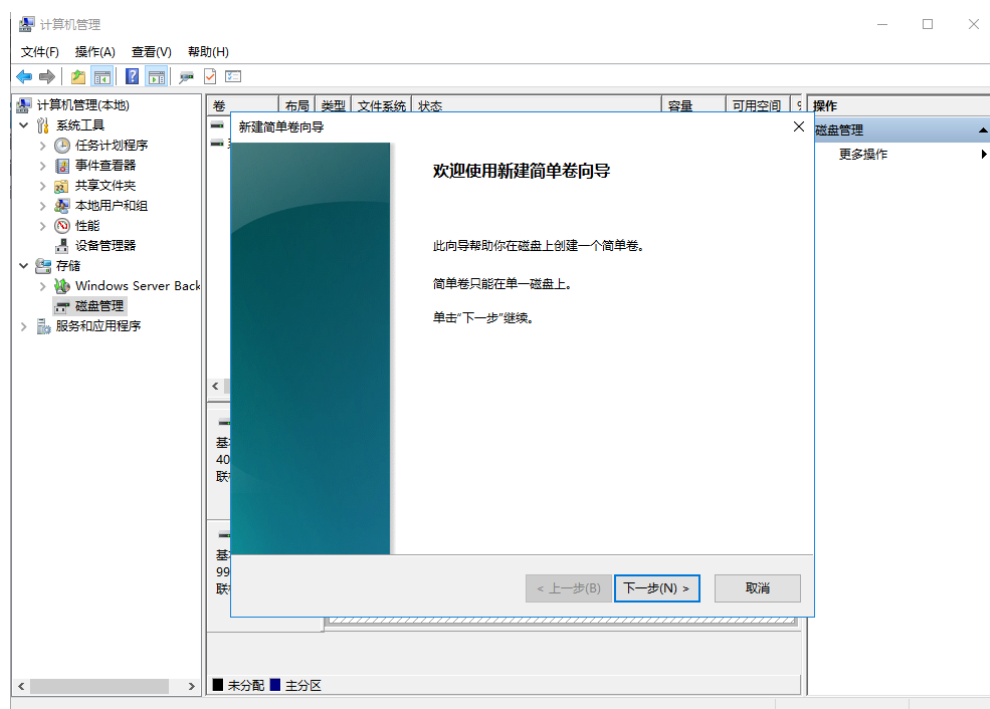 计算机管理
文件(F) 操作(A) 查看(V) 帮助(H)
计算机管理(本地)
系统工具
任务计划程序
事件查看器
共享文件夹
本地用户和组
性能
设备管理器
存储
Windows Server Back
磁盘管理
服务和应用程序
卷 布局 类型 文件系统 状态 容量 可用空间 9
新建简单卷向导
欢迎使用新建简单卷向导
此向导帮助你在磁盘上创建一个简单卷。
简单卷只能在单一磁盘上。
单击“下一步”继续。
< 上一步(B) 下一步(N) > 取消
基
40
联
基
99
联
未分配 主分区
操作
磁盘管理
更多操作